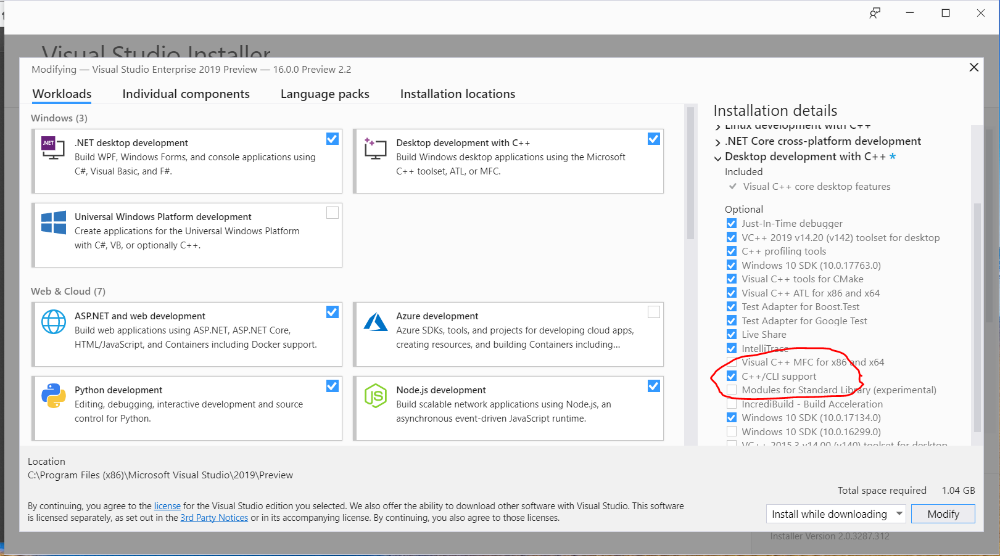 Visual Studio Installer
Modifying — Visual Studio Enterprise 2019 Preview — 16.0.0 Preview 2.2
Workloads
Individual components
Language packs
Installation locations
Windows (3)
.NET
.NET desktop development
Build WPF, Windows Forms, and console applications using
C#, Visual Basic, and F#.
Desktop development with C++
Build Windows desktop applications using the Microsoft
C++ toolset, ATL, or MFC.
Universal Windows Platform development
Create applications for the Universal Windows Platform
with C#, VB, or optionally C++.
Web & Cloud (7)
ASP.NET and web development
Build web applications using ASP.NET, ASP.NET Core,
HTML/JavaScript, and Containers including Docker support.
Azure development
Azure SDKs, tools, and projects for developing cloud apps,
creating resources, and building Containers including...
Python development
Editing, debugging, interactive development and source
control for Python.
JS
Node.js development
Build scalable network applications using Node.js, an
asynchronous event-driven JavaScript runtime.
Installation details
Linux development with C++
.NET Core cross-platform development
Desktop development with C++ *
Included
Visual C++ core desktop features
Optional
Just-In-Time debugger
VC++ 2019 v14.20 (v142) toolset for desktop
C++ profiling tools
Windows 10 SDK (10.0.17763.0)
Visual C++ tools for CMake
Visual C++ ATL for x86 and x64
Test Adapter for Boost.Test
Test Adapter for Google Test
Live Share
IntelliTrace
Visual C++ MFC for x86 and x64
C++/CLI support
Modules for Standard Library (experimental)
IncrediBuild - Build Acceleration
Windows 10 SDK (10.0.17134.0)
Windows 10 SDK (10.0.16299.0)
VC++ 2015.3 v14.00 (v140) toolset for desktop
Location
C:\Program Files (x86)\Microsoft Visual Studio\2019\Preview
By continuing, you agree to the license for the Visual Studio edition you selected. We also offer the ability to download other software with Visual Studio. This software
is licensed separately, as set out in the 3rd Party Notices or in its accompanying license. By continuing, you also agree to those licenses.
Total space required 1.04 GB
Install while downloading
Modify
Installer Version 2.0.3287.312